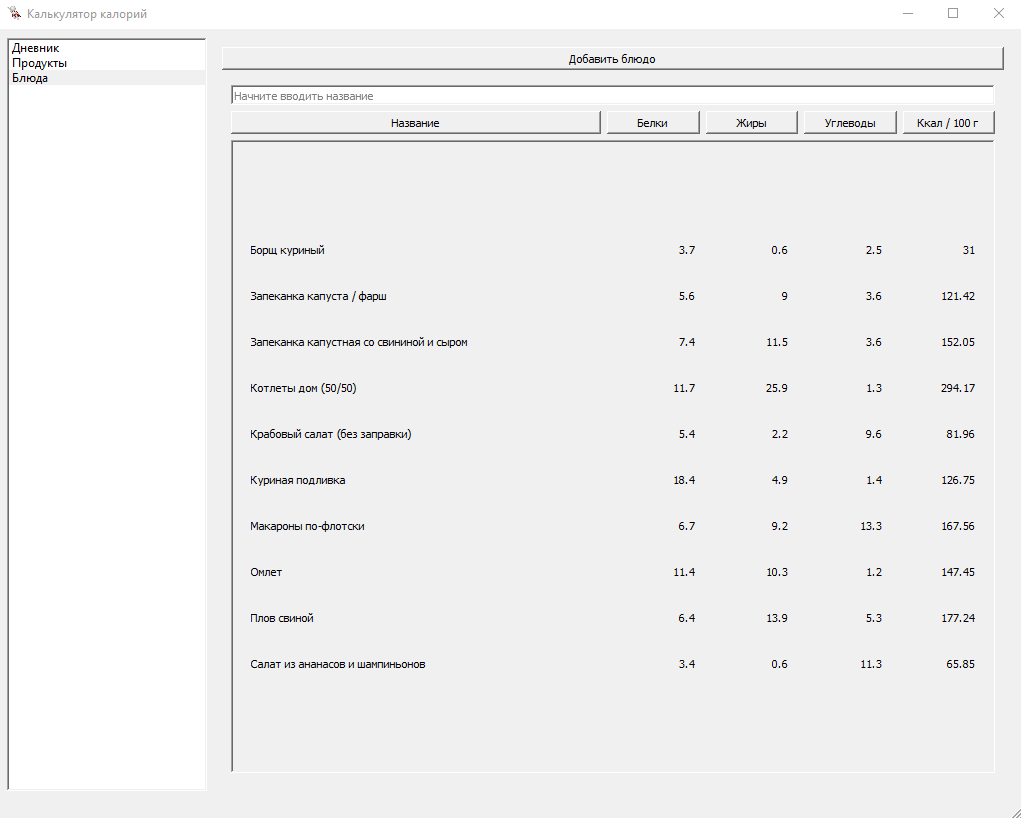 Калькулятор калорий
Дневник
Продукты
Блюда
Добавить блюдо
Начните вводить название
Название Белки Жиры Углеводы Ккал / 100 г
Борщ куриный 3.7 0.6 2.5 31
Запеканка капуста / фарш 5.6 9 3.6 121.42
Запеканка капустная со свининой и сыром 7.4 11.5 3.6 152.05
Котлеты дом (50/50) 11.7 25.9 1.3 294.17
Крабовый салат (без заправки) 5.4 2.2 9.6 81.96
Куриная подливка 18.4 4.9 1.4 126.75
Макароны по-флотски 6.7 9.2 13.3 167.56
Омлет 11.4 10.3 1.2 147.45
Плов свиной 6.4 13.9 5.3 177.24
Салат из ананасов и шампиньонов 3.4 0.6 11.3 65.85